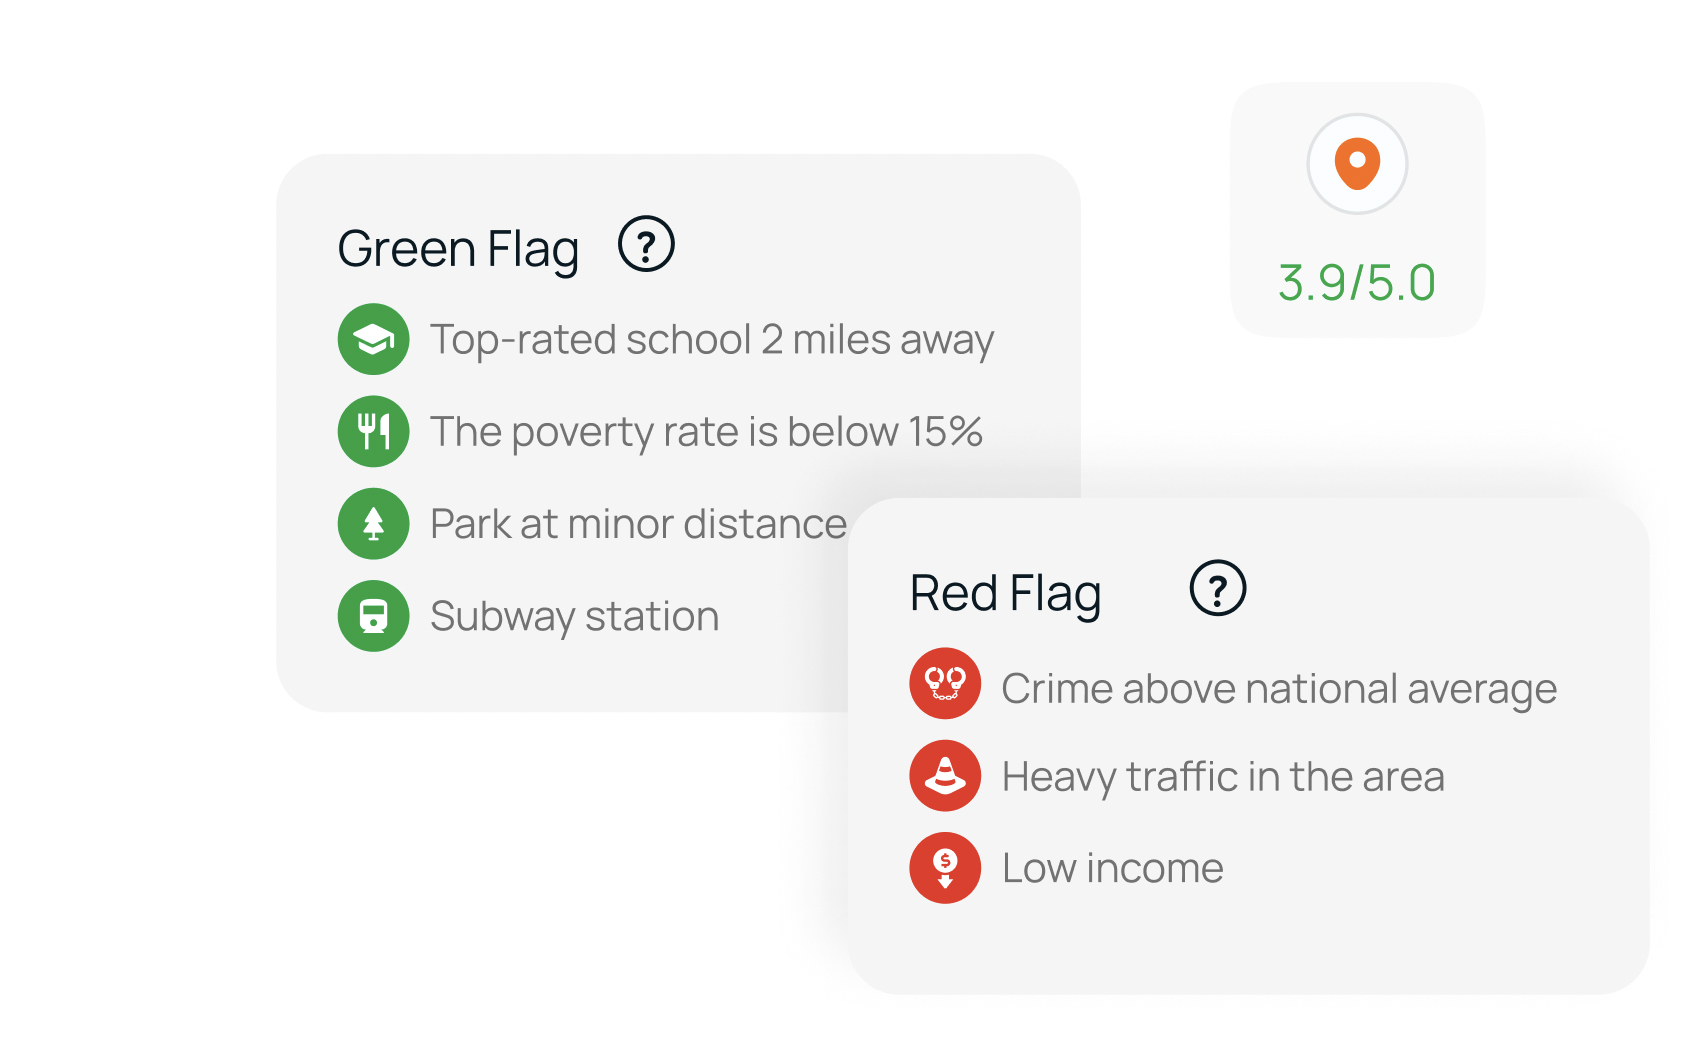 3.9/5.0
Green Flag ?
Top-rated school 2 miles away
The poverty rate is below 15%
Park at minor distance
Subway station
Red Flag ?
Crime above national average
Heavy traffic in the area
$
Low income